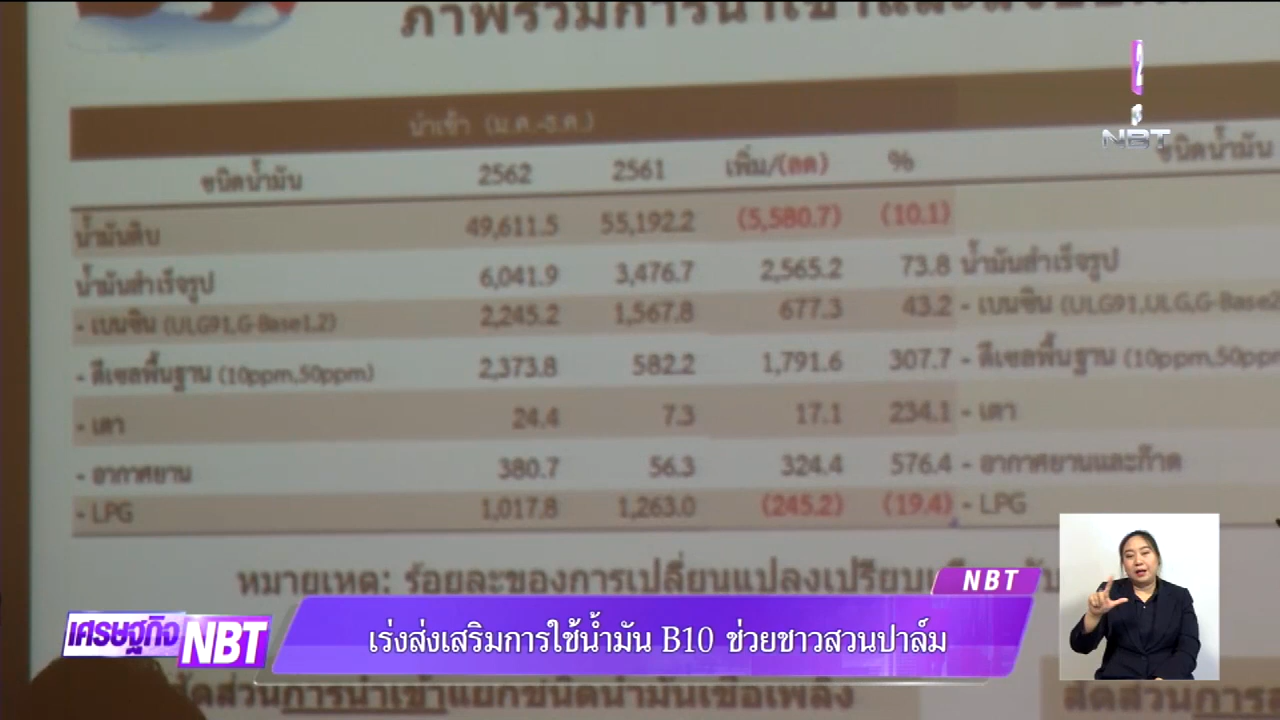 ภาพรวมการนำเข้าและส่งออก
2
NBT
นำเข้า (ม.ค.-ธ.ค.)
ชนิดน้ำมัน 2562 2561 เพิ่ม/(ลด) % ชนิดน้ำมัน
น้ำมันดิบ 49,611.5 55,192.2 (5,580.7) (10.1)
น้ำมันสำเร็จรูป 6,041.9 3,476.7 2,565.2 73.8 น้ำมันสำเร็จรูป
- เบนซิน (ULG91,G-Base1,2) 2,245.2 1,567.8 677.3 43.2 - เบนซิน (ULG91,ULG,G-Base2
- ดีเซลพื้นฐาน (10ppm,50ppm) 2,373.8 582.2 1,791.6 307.7 - ดีเซลพื้นฐาน (10ppm,50ppm
- เตา 24.4 7.3 17.1 234.1 - เตา
- อากาศยาน 380.7 56.3 324.4 576.4 - อากาศยานและก๊าด
- LPG 1,017.8 1,263.0 (245.2) (19.4) - LPG
หมายเหตุ: ร้อยละของการเปลี่ยนแปลงเปรียบเทียบกับ
NBT
เศรษฐกิจ NBT
เร่งส่งเสริมการใช้น้ำมัน B10 ช่วยชาวสวนปาล์ม
สัดส่วนการนำเข้าแยกชนิดน้ำมันเชื้อเพลิง สัดส่วนการส